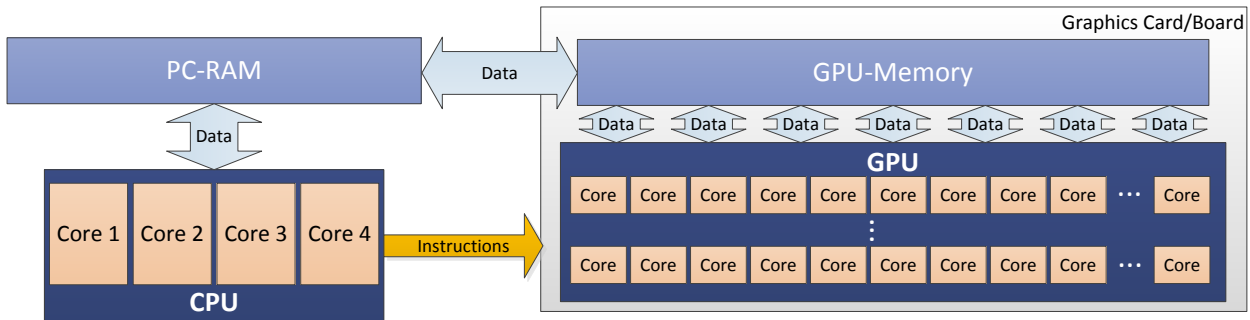 Graphics Card/Board
PC-RAM
Data
GPU-Memory
Data
Data Data Data Data Data Data Data
GPU
Core Core Core Core Core Core Core Core Core ... Core
Core 1 Core 2 Core 3 Core 4
Instructions
Core Core Core Core Core Core Core Core Core ... Core
CPU